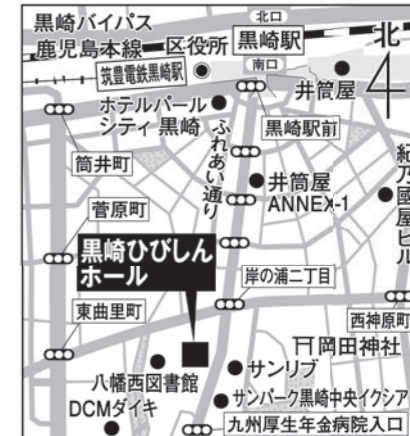 黒崎バイパス
北口
鹿児島本線
区役所
黒崎駅
北
筑豊電鉄黒崎駅
南口
井筒屋
ホテルパール
シティ 黒崎
黒崎駅前
ふれあい通り
筒井町
井筒屋
ANNEX-1
紀乃國屋ビル
菅原町
黒崎ひびしん
ホール
岸の浦二丁目
東曲里町
西神原町
岡田神社
サンリブ
八幡西図書館
サンパーク黒崎中央イクシア
DCMダイキ
九州厚生年金病院入口